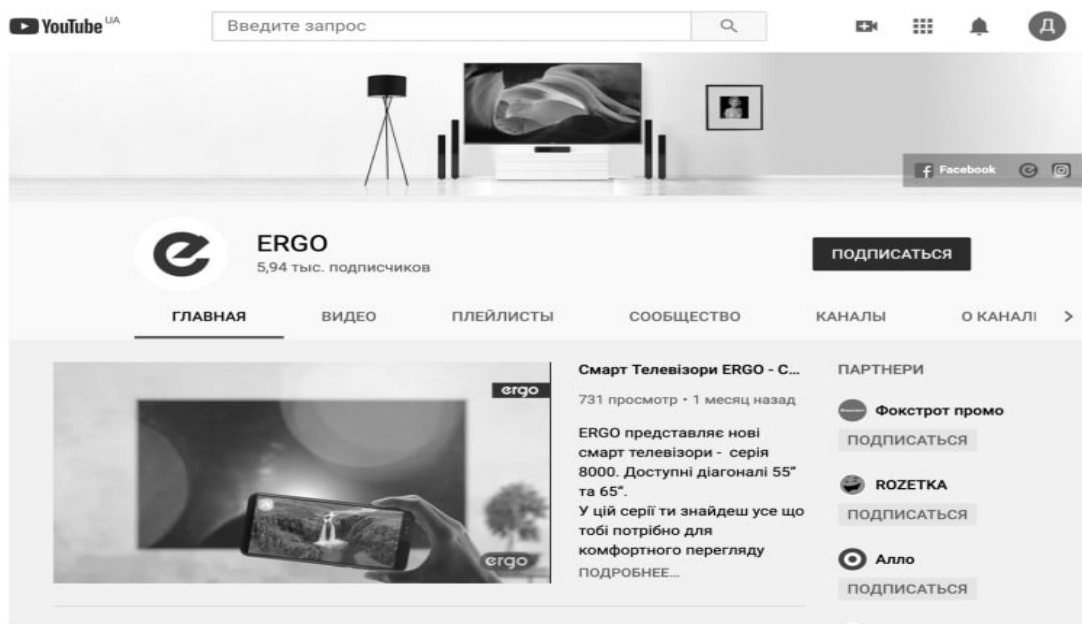 YouTube UA
Введите запрос
Д
Facebook
ERGO
5,94 тыс. подписчиков
ПОДПИСАТЬСЯ
ГЛАВНАЯ ВИДЕО ПЛЕЙЛИСТЫ СООБЩЕСТВО КАНАЛЫ О КАНАЛ
ergo
ergo
Смарт Телевізори ERGO - С...
731 просмотр • 1 месяц назад
ERGO представляє нові
смарт телевізори - серія
8000. Доступні діагоналі 55”
та 65”.
У цій серії ти знайдеш усе що
тобі потрібно для
комфортного перегляду
ПОДРОБНЕЕ...
ПАРТНЕРИ
Фокстрот промо
ПОДПИСАТЬСЯ
ROZETKA
ПОДПИСАТЬСЯ
Алло
ПОДПИСАТЬСЯ